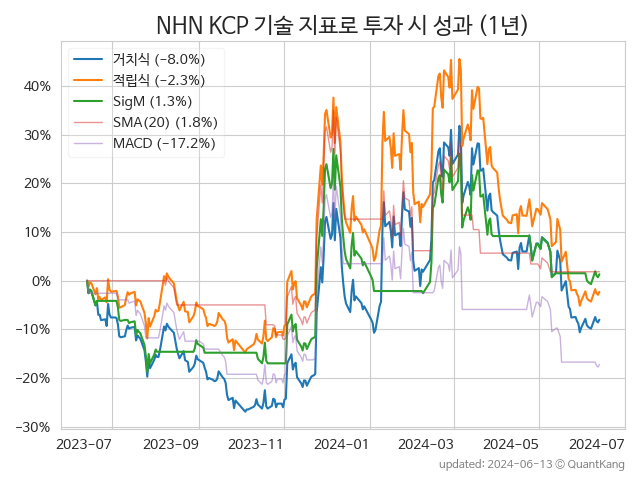 NHN KCP 기술 지표로 투자 시 성과 (1년)
거치식 (−8.0%)
적립식 (−2.3%)
SigM (1.3%)
SMA(20) (1.8%)
MACD (−17.2%)
40%
30%
20%
10%
0%
−10%
−20%
−30%
2023−07 2023−09 2023−11 2024−01 2024−03 2024−05 2024−07
updated: 2024−06−13 ⓒ QuantKang